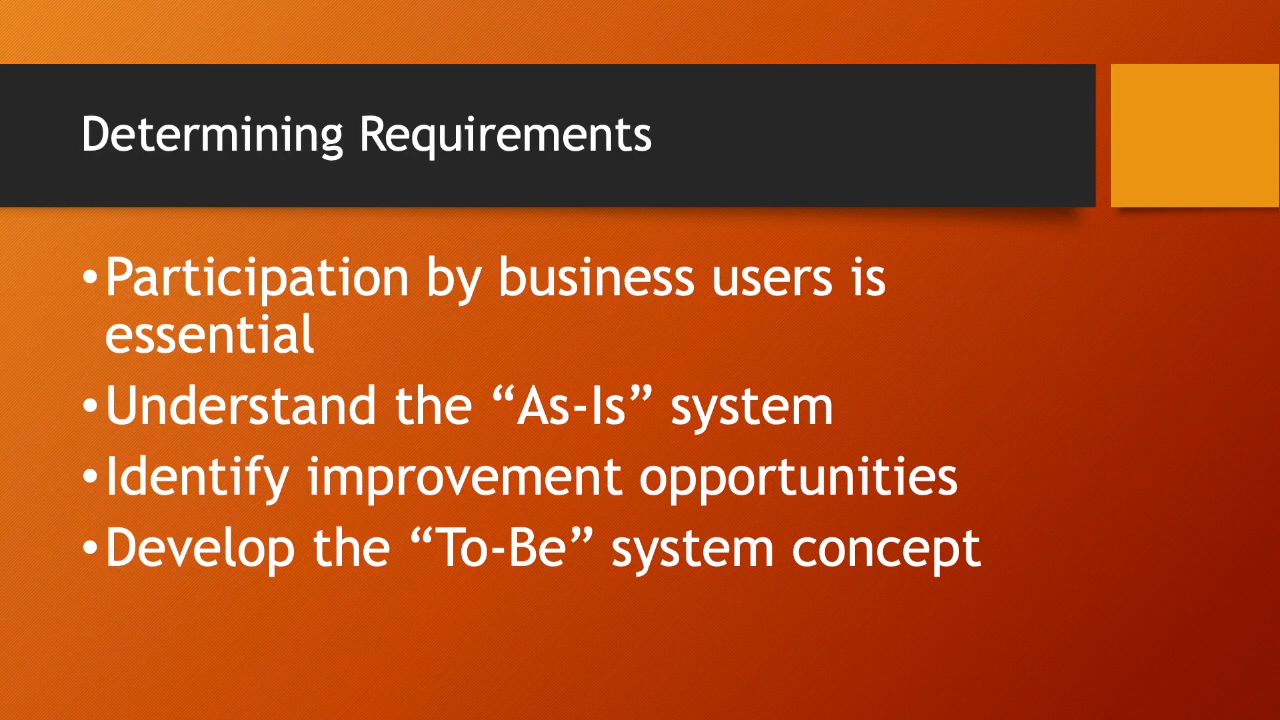 Determining Requirements
•Participation by business users is
essential
•Understand the “As-Is” system
•Identify improvement opportunities
•Develop the “To-Be” system concept